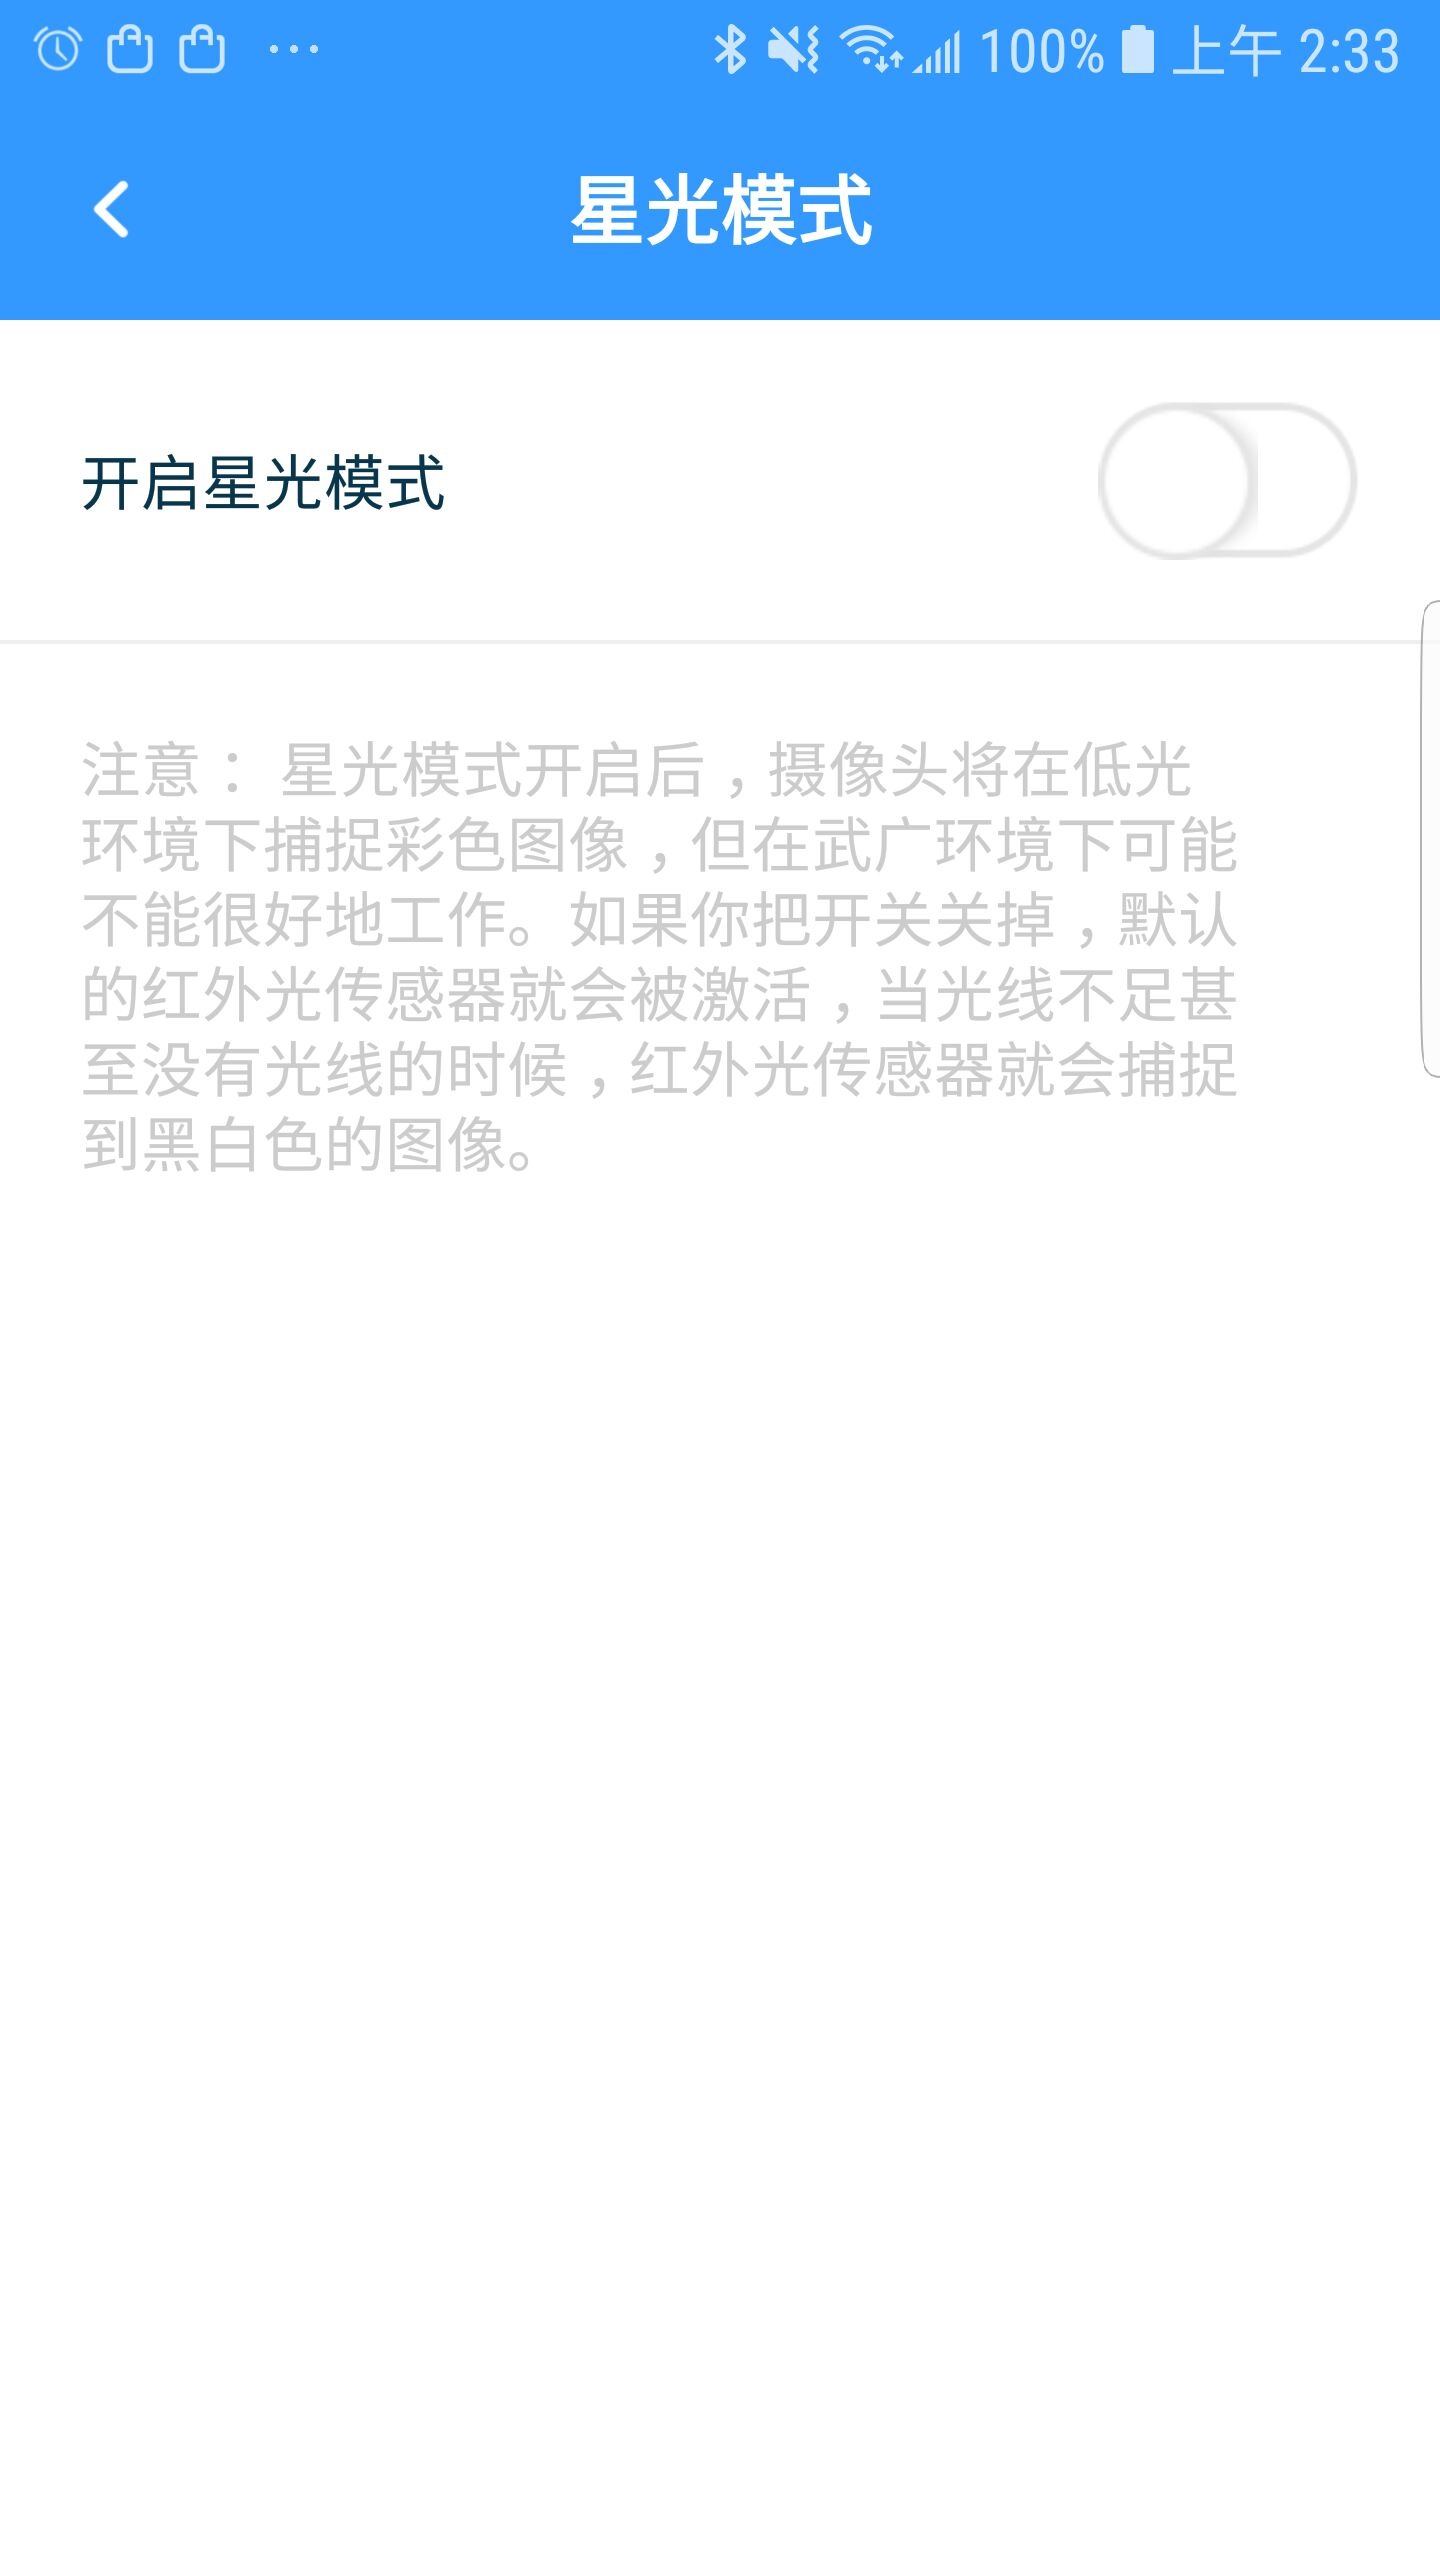 100% 上午 2:33
星光模式
开启星光模式
注意：星光模式开启后，摄像头将在低光
环境下捕捉彩色图像，但在武广环境下可能
不能很好地工作。如果你把开关关掉，默认
的红外光传感器就会被激活，当光线不足甚
至没有光线的时候，红外光传感器就会捕捉
到黑白色的图像。